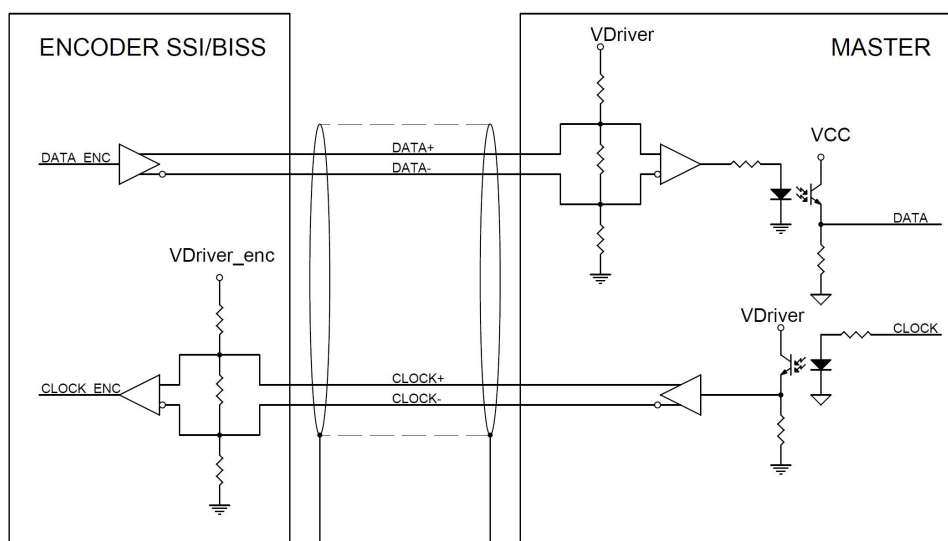 ENCODER SSI/BISS
VDriver
MASTER
VCC
DATA_ENC
DATA+
DATA-
DATA
VDriver_enc
VDriver
CLOCK
CLOCK_ENC
CLOCK+
CLOCK-